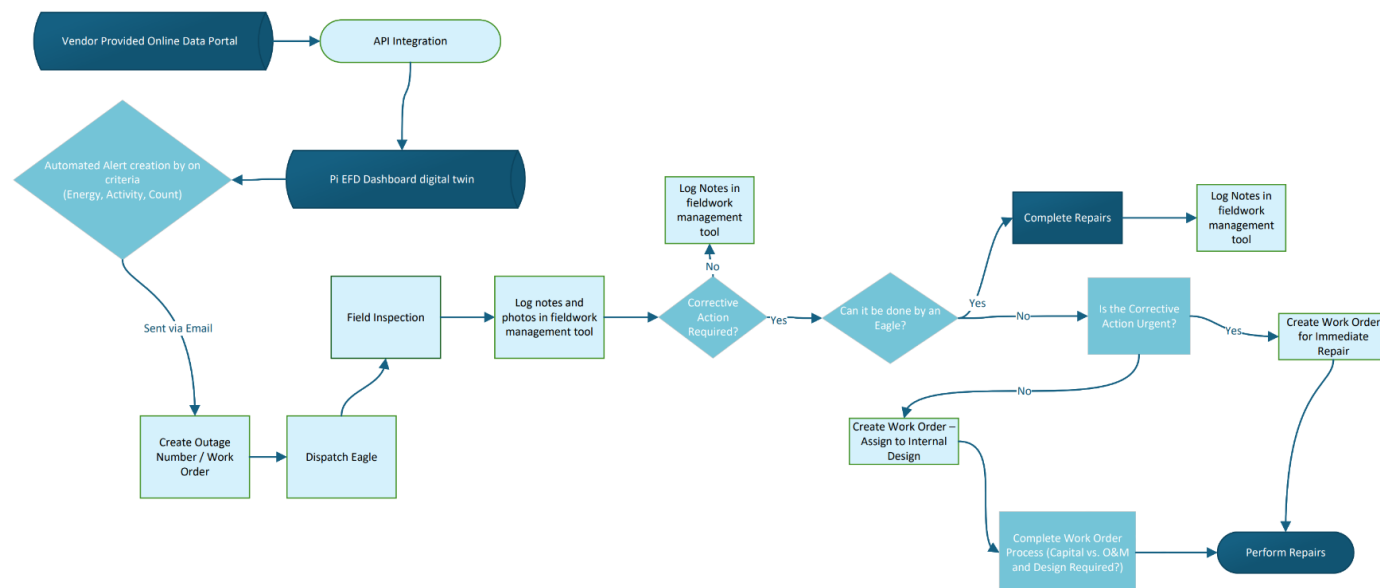 Vendor Provided Online Data Portal
API Integration
Automated Alert creation by on
criteria
(Energy, Activity, Count)
Pi EFD Dashboard digital twin
Sent via Email
Create Outage
Number / Work
Order
Dispatch Eagle
Field Inspection
Log notes and
photos in fieldwork
management tool
Corrective
Action
Required?
No
Log Notes in
fieldwork
management
tool
Yes
Can it be done by an
Eagle?
Yes
Complete Repairs
Log Notes in
fieldwork
management
tool
No
Is the Corrective
Action Urgent?
Yes
Create Work Order
for Immediate
Repair
No
Create Work Order –
Assign to Internal
Design
Complete Work Order
Process (Capital vs. O&M
and Design Required?)
Perform Repairs